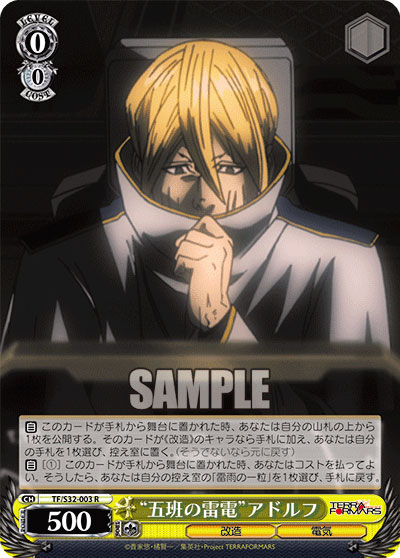 LEVEL
0
0
COST
SAMPLE
自このカードが手札から舞台に置かれた時、あなたは自分の山札の上から
1枚を公開する。そのカードが《改造》のキャラなら手札に加え、あなたは自分
の手札を1枚選び、控え室に置く。(そうでないなら元に戻す)
自[①]このカードが手札から舞台に置かれた時、あなたはコストを払ってよ
い。そうしたら、あなたは自分の控え室の「雷雨の一粒」を1枚選び、手札に戻す。
CH
TF/S32-003 R
500
“五班の雷電”アドルフ
TERRA FORMARS
改造
電気
©貴家悠・橘賢一／集英社・Project TERRAFORMARS